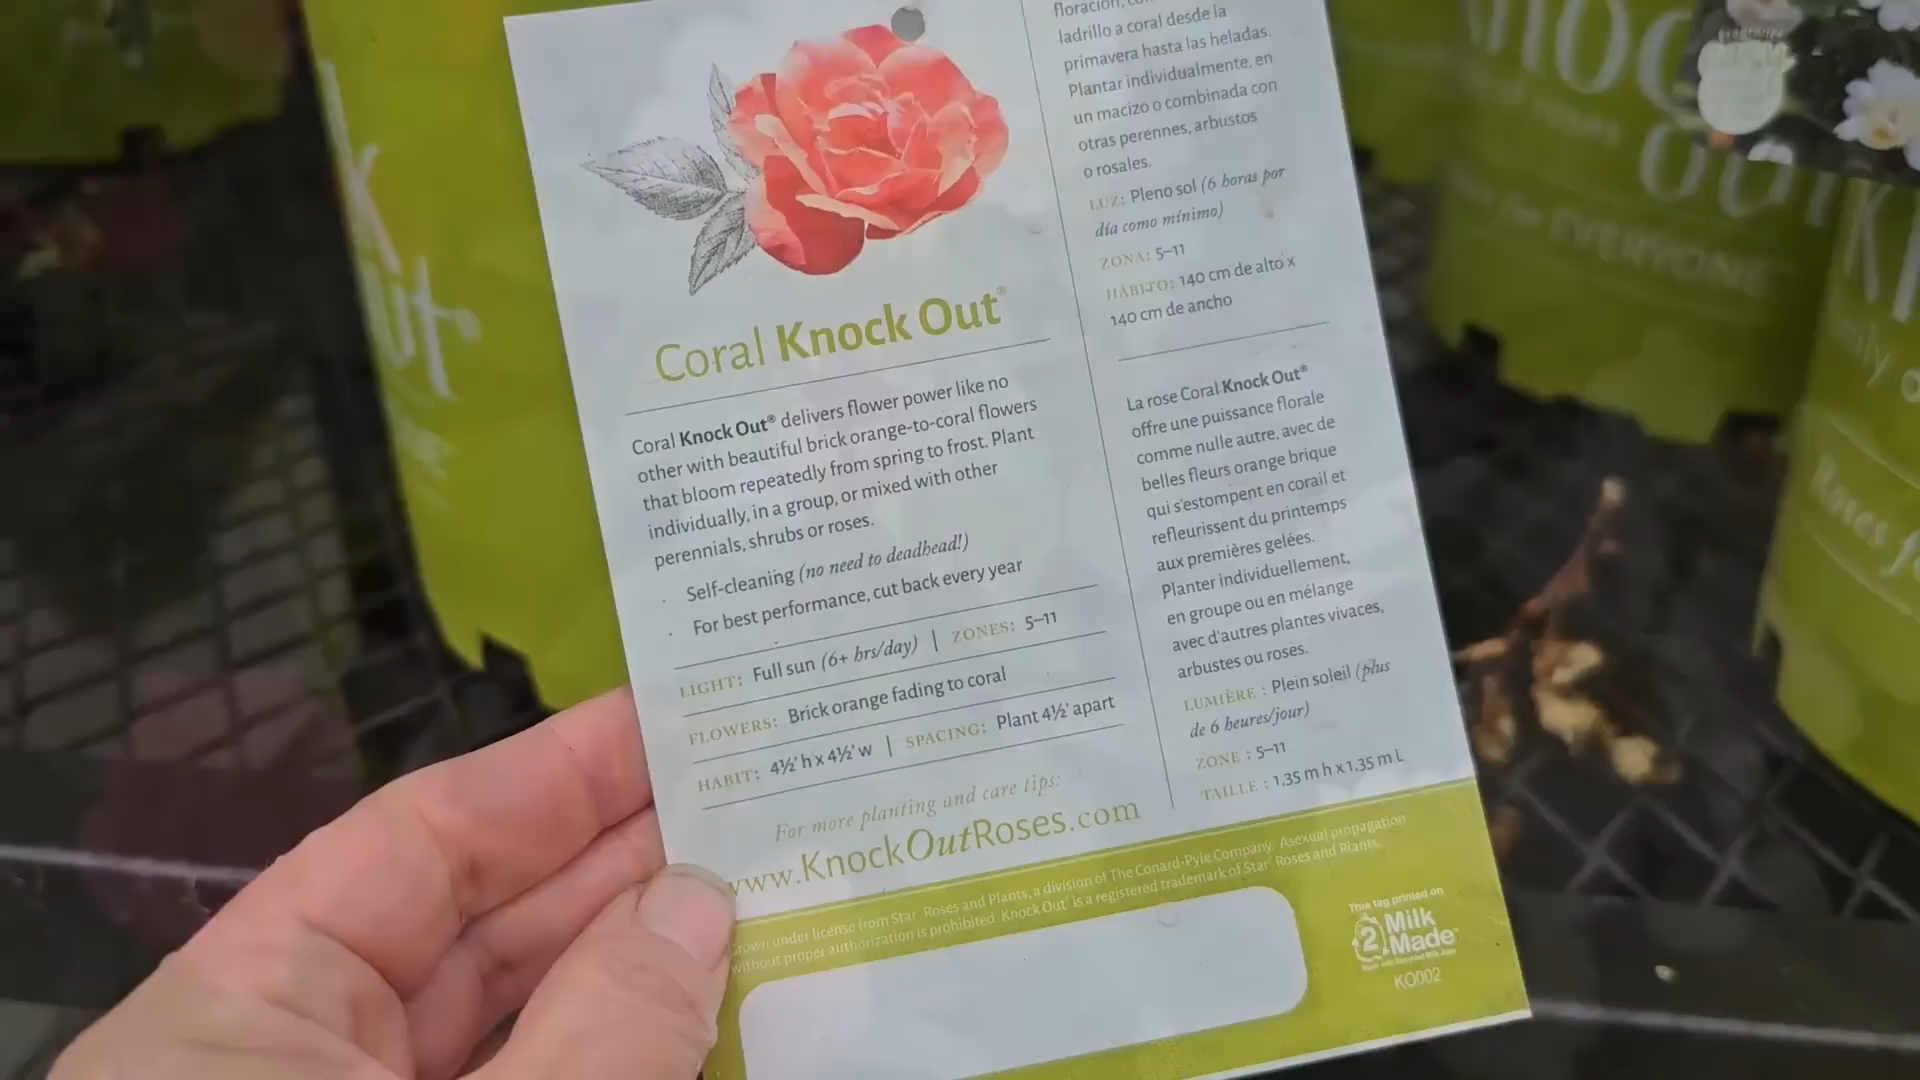 Coral Knock Out®
Coral Knock Out® delivers flower power like no
other with beautiful brick orange-to-coral flowers
that bloom repeatedly from spring to frost. Plant
individually, in a group, or mixed with other
perennials, shrubs or roses.
· Self-cleaning (no need to deadhead!)
· For best performance, cut back every year
LIGHT: Full sun (6+ hrs/day) | ZONES: 5–11
FLOWERS: Brick orange fading to coral
HABIT: 4½' h x 4½' w | SPACING: Plant 4½' apart
For more planting and care tips:
www.KnockOutRoses.com
floración,
ladrillo a coral desde la
primavera hasta las heladas.
Plantar individualmente, en
un macizo o combinada con
otras perennes, arbustos
o rosales.
LUZ: Pleno sol (6 horas por
día como mínimo)
ZONA: 5–11
HÁBITO: 140 cm de alto x
140 cm de ancho
La rose Coral Knock Out®
offre une puissance florale
comme nulle autre, avec de
belles fleurs orange brique
qui s'estompent en corail et
refleurissent du printemps
aux premières gelées.
Planter individuellement,
en groupe ou en mélange
avec d'autres plantes vivaces,
arbustes ou roses.
LUMIÈRE : Plein soleil (plus
de 6 heures/jour)
ZONE : 5–11
TAILLE : 1,35 m h x 1,35 m L
Grown under license from Star® Roses and Plants, a division of The Conard-Pyle Company. Asexual propagation
without proper authorization is prohibited. Knock Out® is a registered trademark of Star® Roses and Plants.
This tag printed on
2 Milk
Made™
Made with Recycled Milk Jugs
KO002
for EVERYONE
Roses f